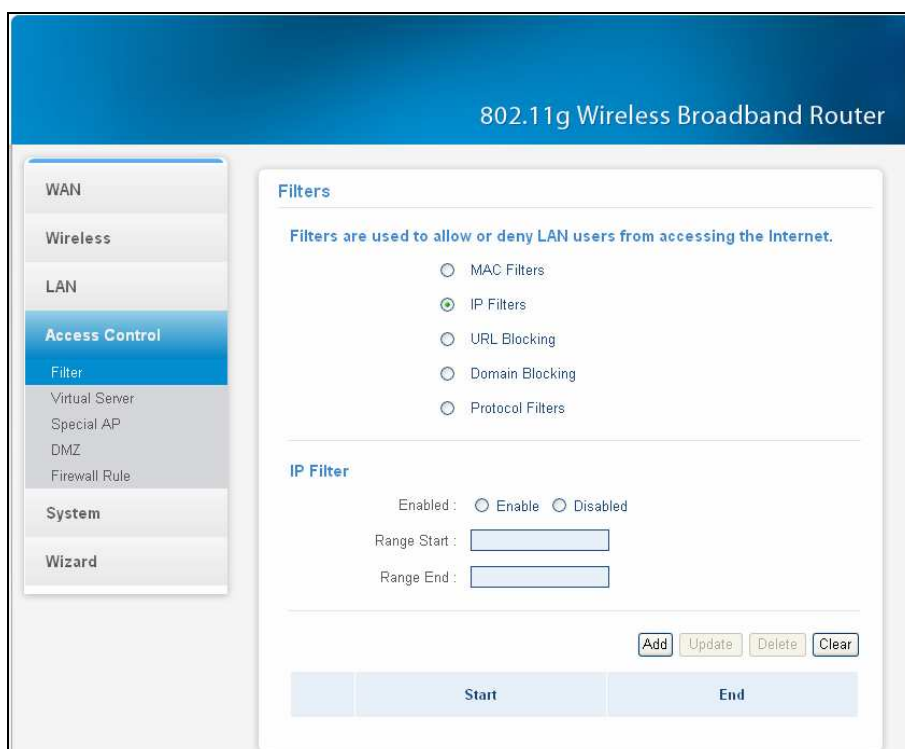 802.11g Wireless Broadband Router
WAN
Wireless
LAN
Access Control
Filter
Virtual Server
Special AP
DMZ
Firewall Rule
System
Wizard
Filters
Filters are used to allow or deny LAN users from accessing the Internet.
MAC Filters
IP Filters
URL Blocking
Domain Blocking
Protocol Filters
IP Filter
Enabled : Enable Disabled
Range Start :
Range End :
Add Update Delete Clear
Start End